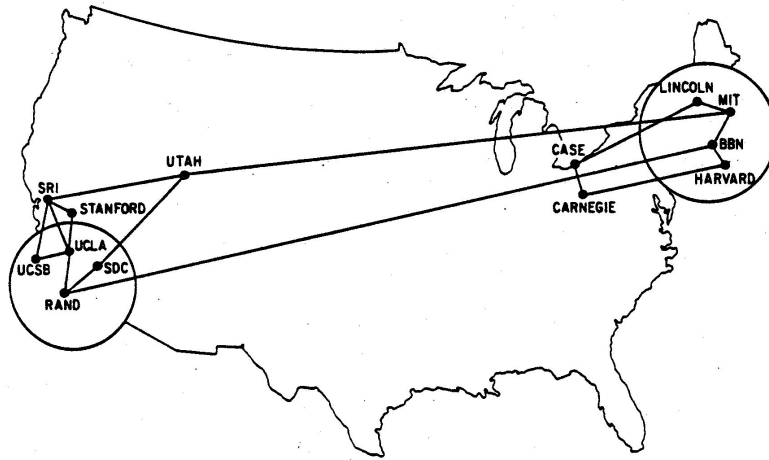 LINCOLN
MIT
BBN
HARVARD
CASE
CARNEGIE
UTAH
SRI
STANFORD
UCLA
UCSB
SDC
RAND